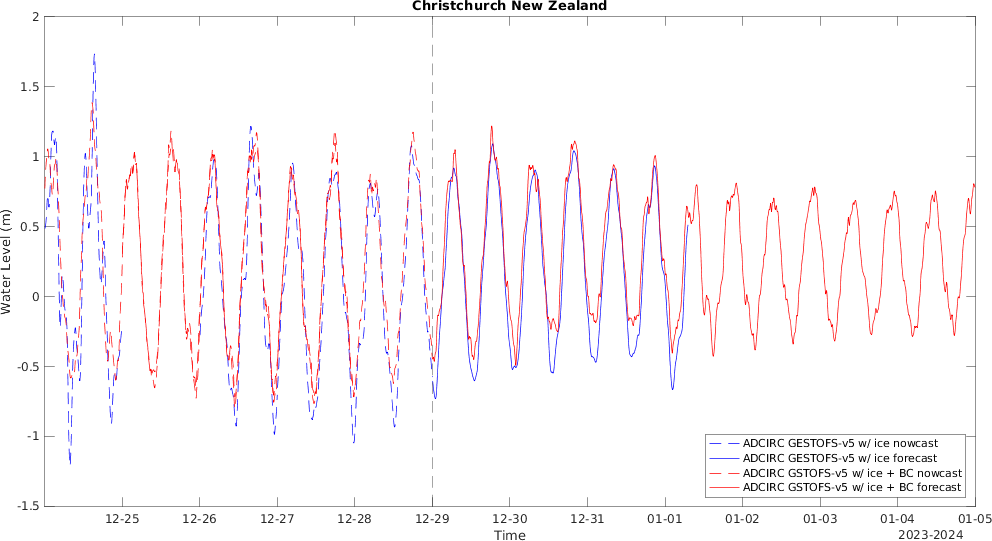 Christchurch New Zealand
2
1.5
1
0.5
0
-0.5
-1
-1.5
Water Level (m)
ADCIRC GESTOFS-v5 w/ ice nowcast
ADCIRC GESTOFS-v5 w/ ice forecast
ADCIRC GSTOFS-v5 w/ ice + BC nowcast
ADCIRC GSTOFS-v5 w/ ice + BC forecast
12-25 12-26 12-27 12-28 12-29 12-30 12-31 01-01 01-02 01-03 01-04 01-05
Time
2023-2024